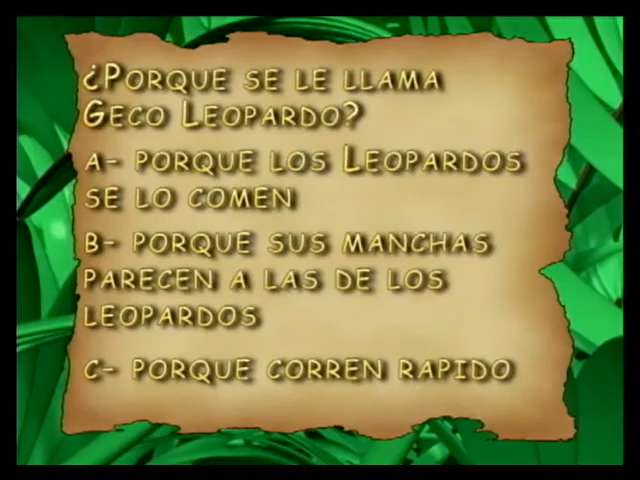 ¿Porque se le llama
Geco Leopardo?
a- porque los Leopardos
se lo comen
b- porque sus manchas
parecen a las de los
leopardos
c- porque corren rapido